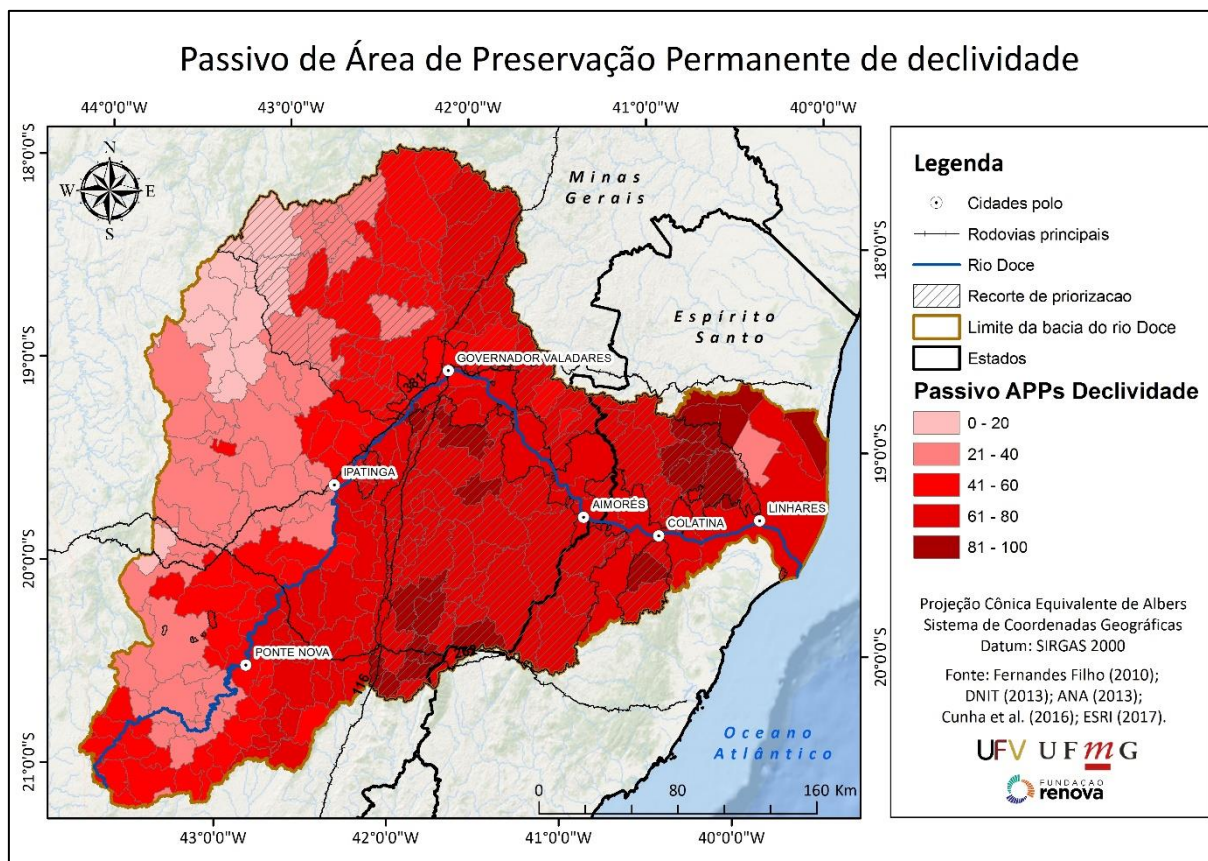 Passivo de Área de Preservação Permanente de declividade
44°0'0"W
43°0'0"W
42°0'0"W
41°0'0"W
40°0'0"W
18°0'0"S
19°0'0"S
20°0'0"S
21°0'0"S
N
W
E
S
Minas
Gerais
Espírito
Santo
GOVERNADOR VALADARES
381
IPATINGA
AIMORÉS
COLATINA
LINHARES
PONTE NOVA
116
262
Oceano
Atlântico
0 80 160 Km
18°0'0"S
19°0'0"S
20°0'0"S
43°0'0"W
42°0'0"W
41°0'0"W
40°0'0"W
Legenda
Cidades polo
Rodovias principais
Rio Doce
Recorte de priorizacao
Limite da bacia do rio Doce
Estados
Passivo APPs Declividade
0 - 20
21 - 40
41 - 60
61 - 80
81 - 100
Projeção Cônica Equivalente de Albers
Sistema de Coordenadas Geográficas
Datum: SIRGAS 2000
Fonte: Fernandes Filho (2010);
DNIT (2013); ANA (2013);
Cunha et al. (2016); ESRI (2017).
UFV UFmG
FUNDAÇÃO
renova